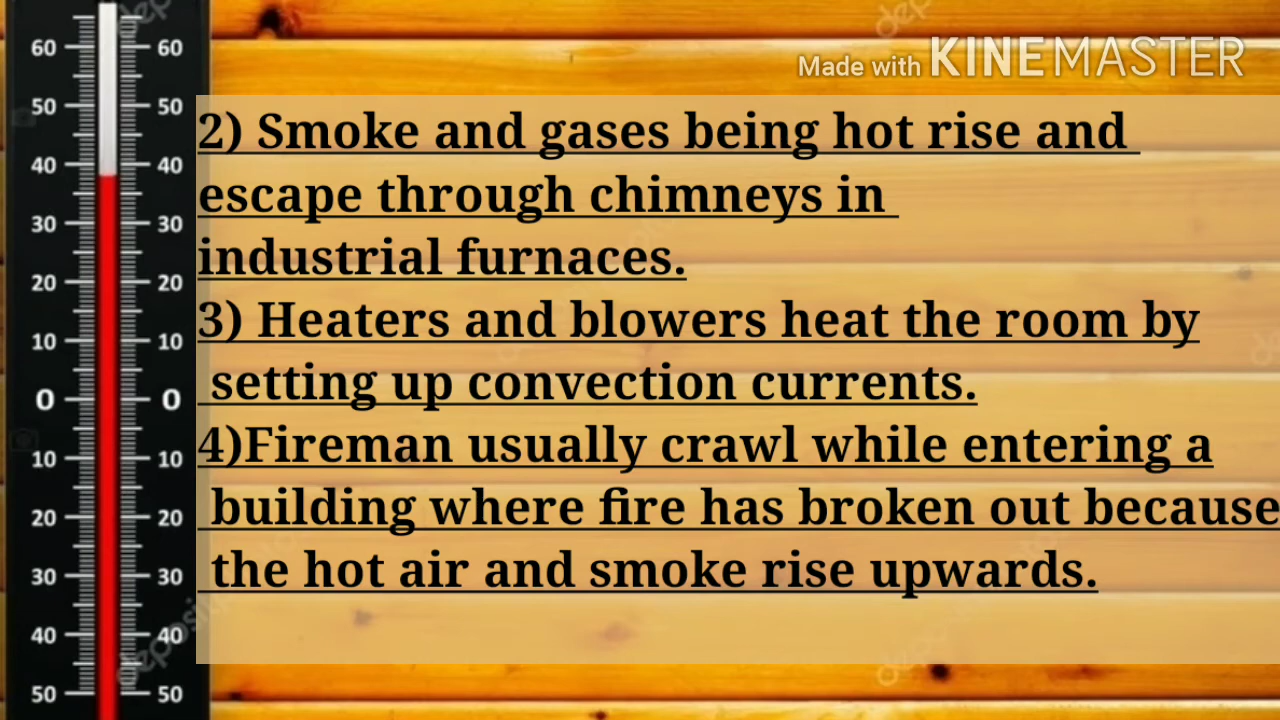 Made with KINEMASTER
2) Smoke and gases being hot rise and
escape through chimneys in
industrial furnaces.
3) Heaters and blowers heat the room by
setting up convection currents.
4)Fireman usually crawl while entering a
building where fire has broken out because
the hot air and smoke rise upwards.
60 60
50 50
40 40
30 30
20 20
10 10
0 0
10 10
20 20
30 30
40 40
50 50